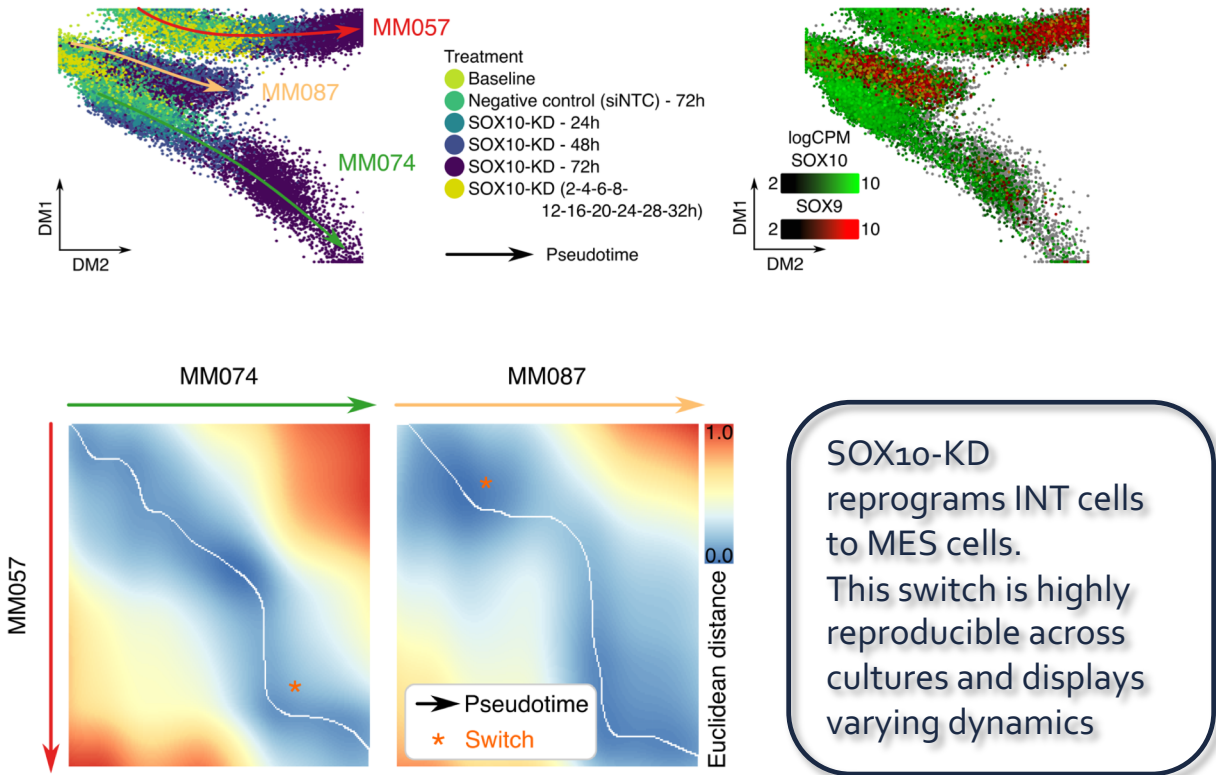 MM057
MM087
MM074
DM1
DM2
Treatment
Baseline
Negative control (siNTC) - 72h
SOX10-KD - 24h
SOX10-KD - 48h
SOX10-KD - 72h
SOX10-KD (2-4-6-8-
12-16-20-24-28-32h)
Pseudotime
logCPM
SOX10
2 10
SOX9
2 10
DM1
DM2
MM074
MM087
MM057
*
*
1.0
0.0
Euclidean distance
Pseudotime
* Switch
SOX10-KD
reprograms INT cells
to MES cells.
This switch is highly
reproducible across
cultures and displays
varying dynamics